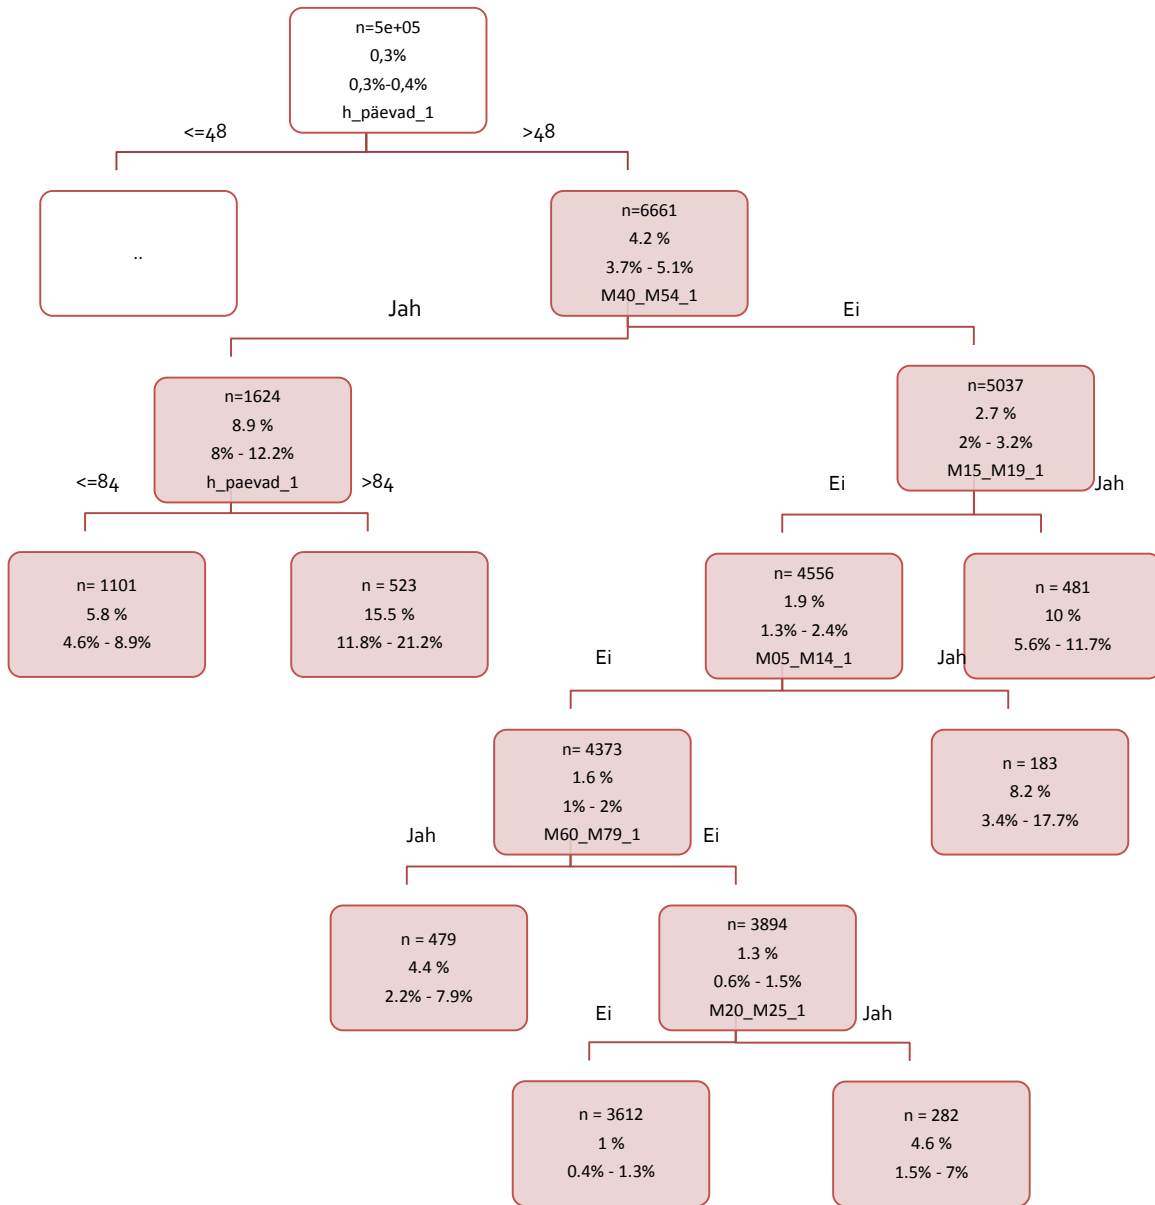 n=5e+05
0,3%
0,3%-0,4%
h_päevad_1
<=48
>48
..
n=6661
4.2 %
3.7% - 5.1%
M40_M54_1
Jah
Ei
n=1624
8.9 %
8% - 12.2%
h_paevad_1
n=5037
2.7 %
2% - 3.2%
M15_M19_1
<=84
>84
Ei
Jah
n= 1101
5.8 %
4.6% - 8.9%
n = 523
15.5 %
11.8% - 21.2%
n= 4556
1.9 %
1.3% - 2.4%
M05_M14_1
n = 481
10 %
5.6% - 11.7%
Ei
Jah
n= 4373
1.6 %
1% - 2%
M60_M79_1
n = 183
8.2 %
3.4% - 17.7%
Jah
Ei
n = 479
4.4 %
2.2% - 7.9%
n= 3894
1.3 %
0.6% - 1.5%
M20_M25_1
Ei
Jah
n = 3612
1 %
0.4% - 1.3%
n = 282
4.6 %
1.5% - 7%